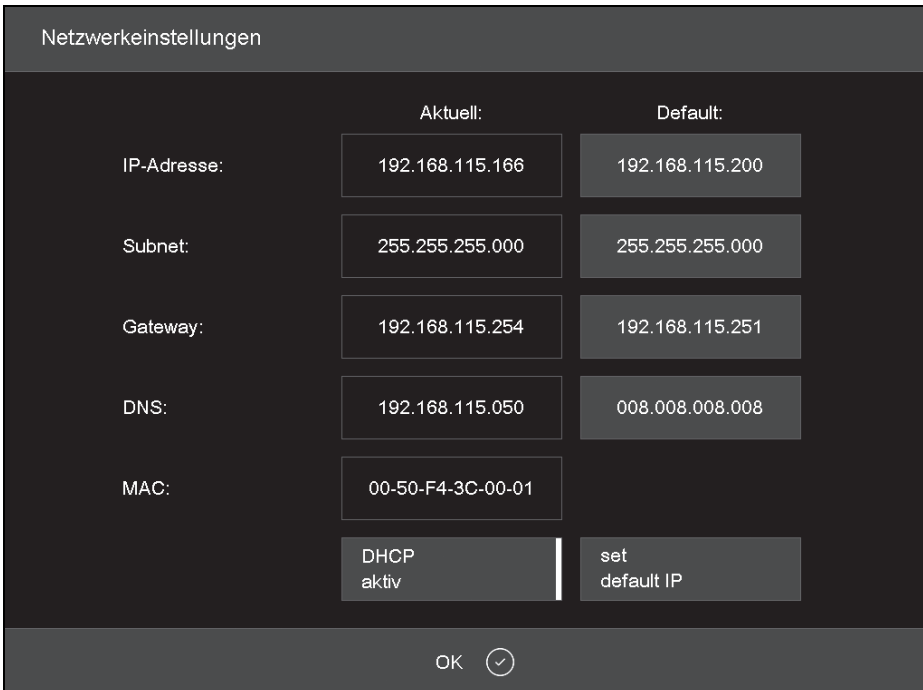 Netzwerkeinstellungen
Aktuell: Default:
IP-Adresse: 192.168.115.166 192.168.115.200
Subnet: 255.255.255.000 255.255.255.000
Gateway: 192.168.115.254 192.168.115.251
DNS: 192.168.115.050 008.008.008.008
MAC: 00-50-F4-3C-00-01
DHCP set
aktiv default IP
OK